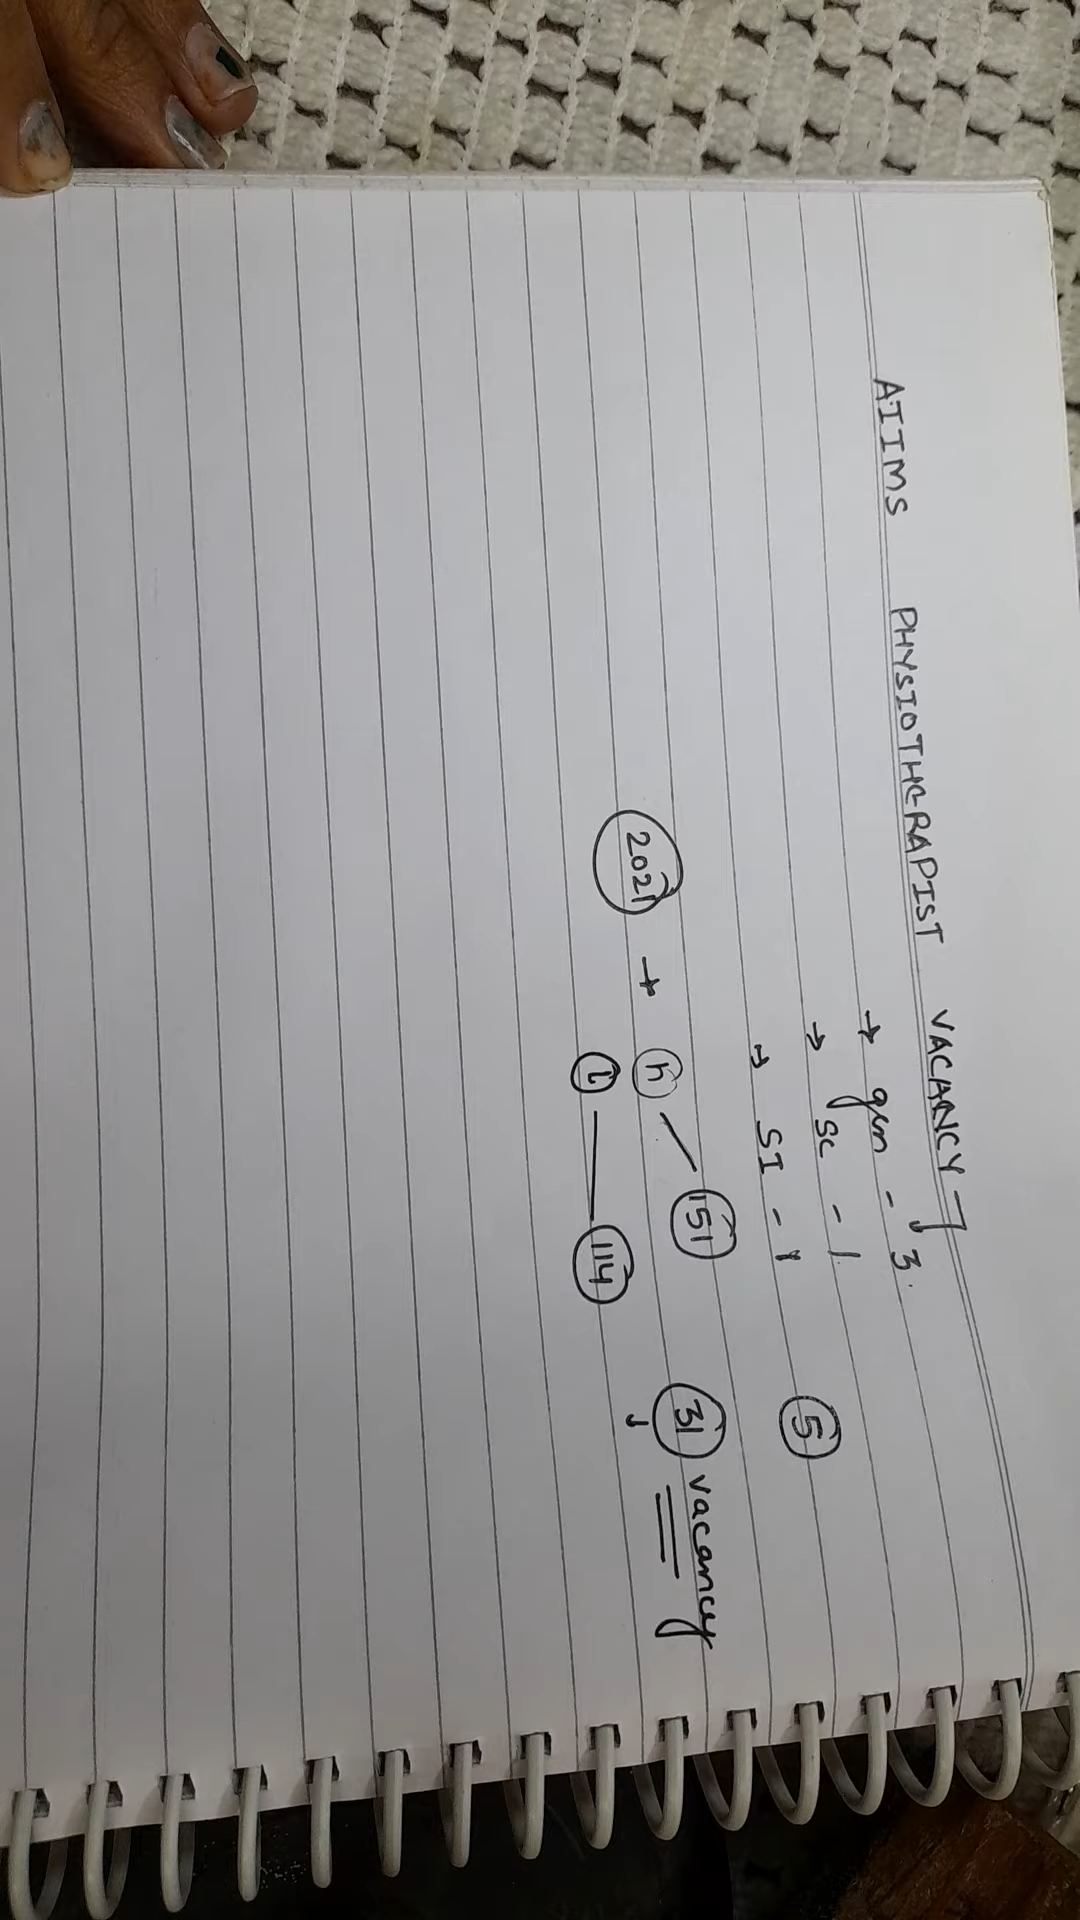 AIIMS PHYSIOTHERAPIST VACANCY
→ gen - 3.
→ SC - 1.
→ ST - 1
5
2021 → h - 151
l - 114
31 vacancy